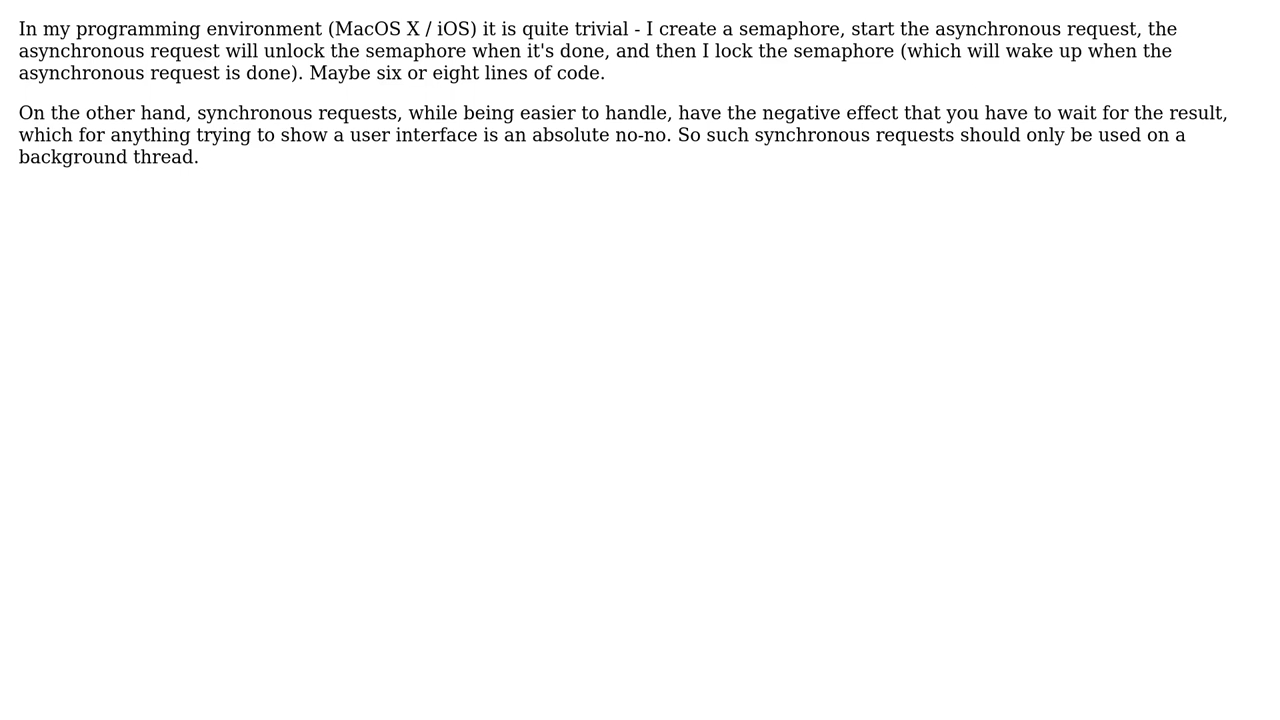 In my programming environment (MacOS X / iOS) it is quite trivial - I create a semaphore, start the asynchronous request, the
asynchronous request will unlock the semaphore when it's done, and then I lock the semaphore (which will wake up when the
asynchronous request is done). Maybe six or eight lines of code.
On the other hand, synchronous requests, while being easier to handle, have the negative effect that you have to wait for the result,
which for anything trying to show a user interface is an absolute no-no. So such synchronous requests should only be used on a
background thread.